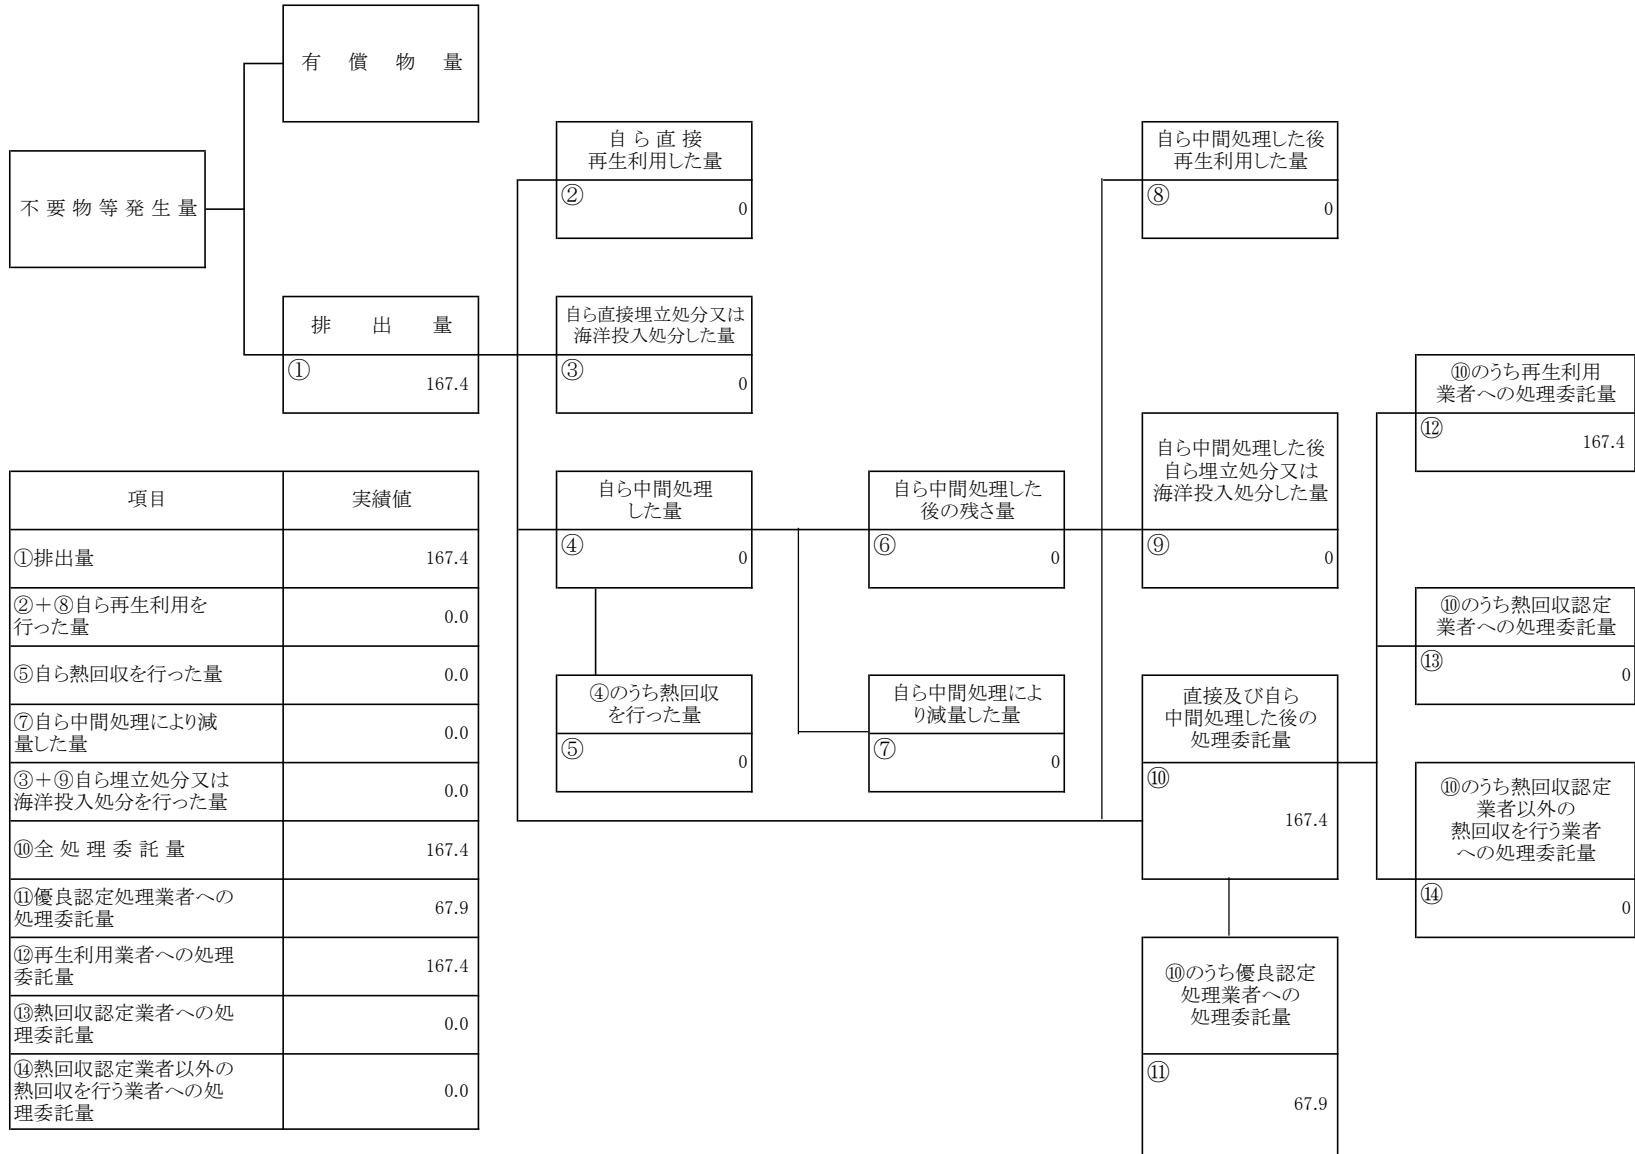 有償物量
不要物等発生量
排出量
①
167.4
自ら直接
再生利用した量
②
0
自ら直接埋立処分又は
海洋投入処分した量
③
0
自ら中間処理
した量
④
0
④のうち熱回収
を行った量
⑤
0
自ら中間処理した
後の残さ量
⑥
0
自ら中間処理によ
り減量した量
⑦
0
自ら中間処理した後
再生利用した量
⑧
0
自ら中間処理した後
自ら埋立処分又は
海洋投入処分した量
⑨
0
直接及び自ら
中間処理した後の
処理委託量
⑩
167.4
⑩のうち優良認定
処理業者への
処理委託量
⑪
67.9
⑩のうち再生利用
業者への処理委託量
⑫
167.4
⑩のうち熱回収認定
業者への処理委託量
⑬
0
⑩のうち熱回収認定
業者以外の
熱回収を行う業者
への処理委託量
⑭
0
項目 実績値
①排出量 167.4
②+⑧自ら再生利用を
行った量 0.0
⑤自ら熱回収を行った量 0.0
⑦自ら中間処理により減
量した量 0.0
③+⑨自ら埋立処分又は
海洋投入処分を行った量 0.0
⑩全処理委託量 167.4
⑪優良認定処理業者への
処理委託量 67.9
⑫再生利用業者への処理
委託量 167.4
⑬熱回収認定業者への処
理委託量 0.0
⑭熱回収認定業者以外の
熱回収を行う業者への処
理委託量 0.0